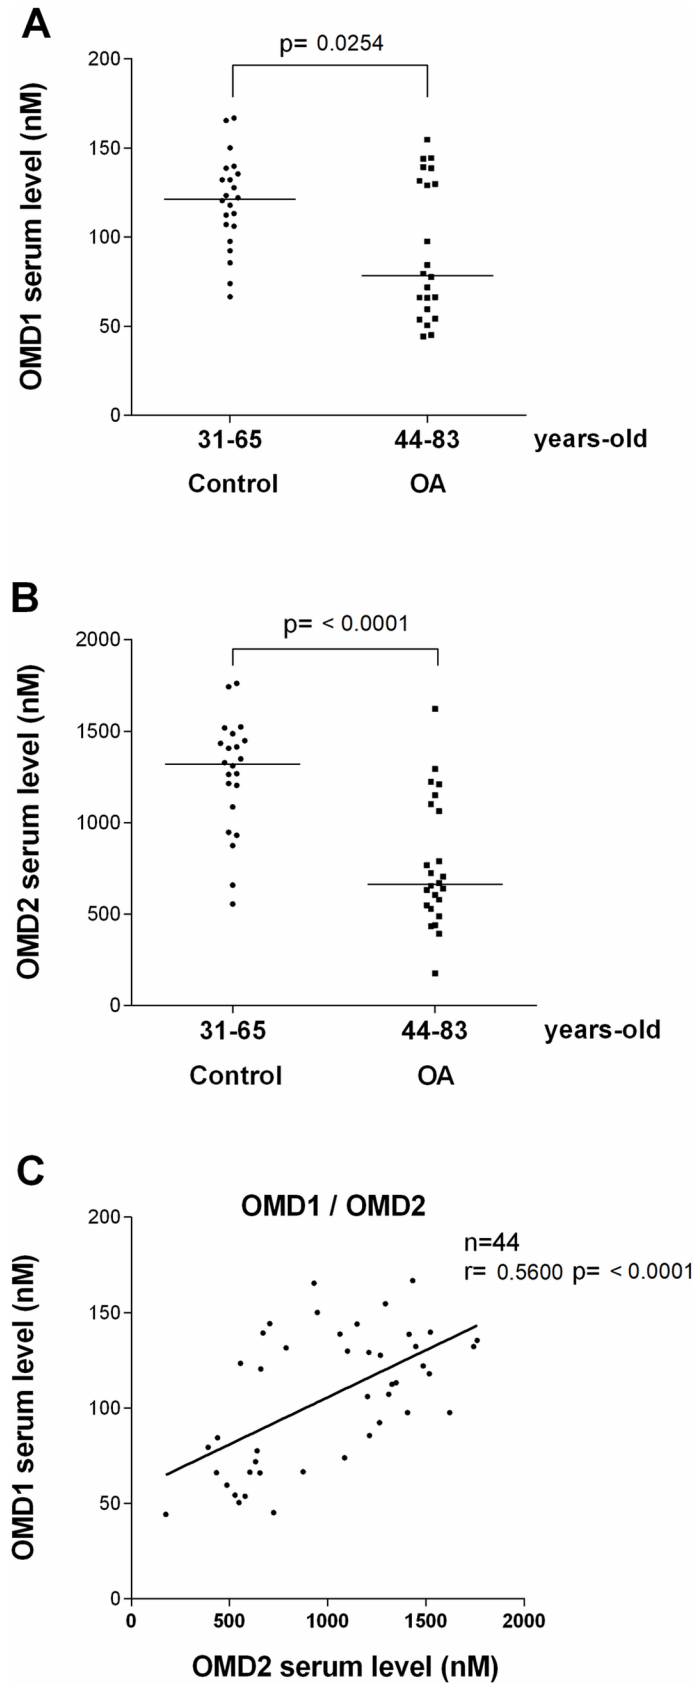 A
p= 0.0254
OMD1 serum level (nM)
200
150
100
50
0
31-65 44-83 years-old
Control OA
B
p= < 0.0001
OMD2 serum level (nM)
2000
1500
1000
500
0
31-65 44-83 years-old
Control OA
C
OMD1 / OMD2
n=44
r= 0.5600 p= < 0.0001
OMD1 serum level (nM)
200
150
100
50
0
0 500 1000 1500 2000
OMD2 serum level (nM)